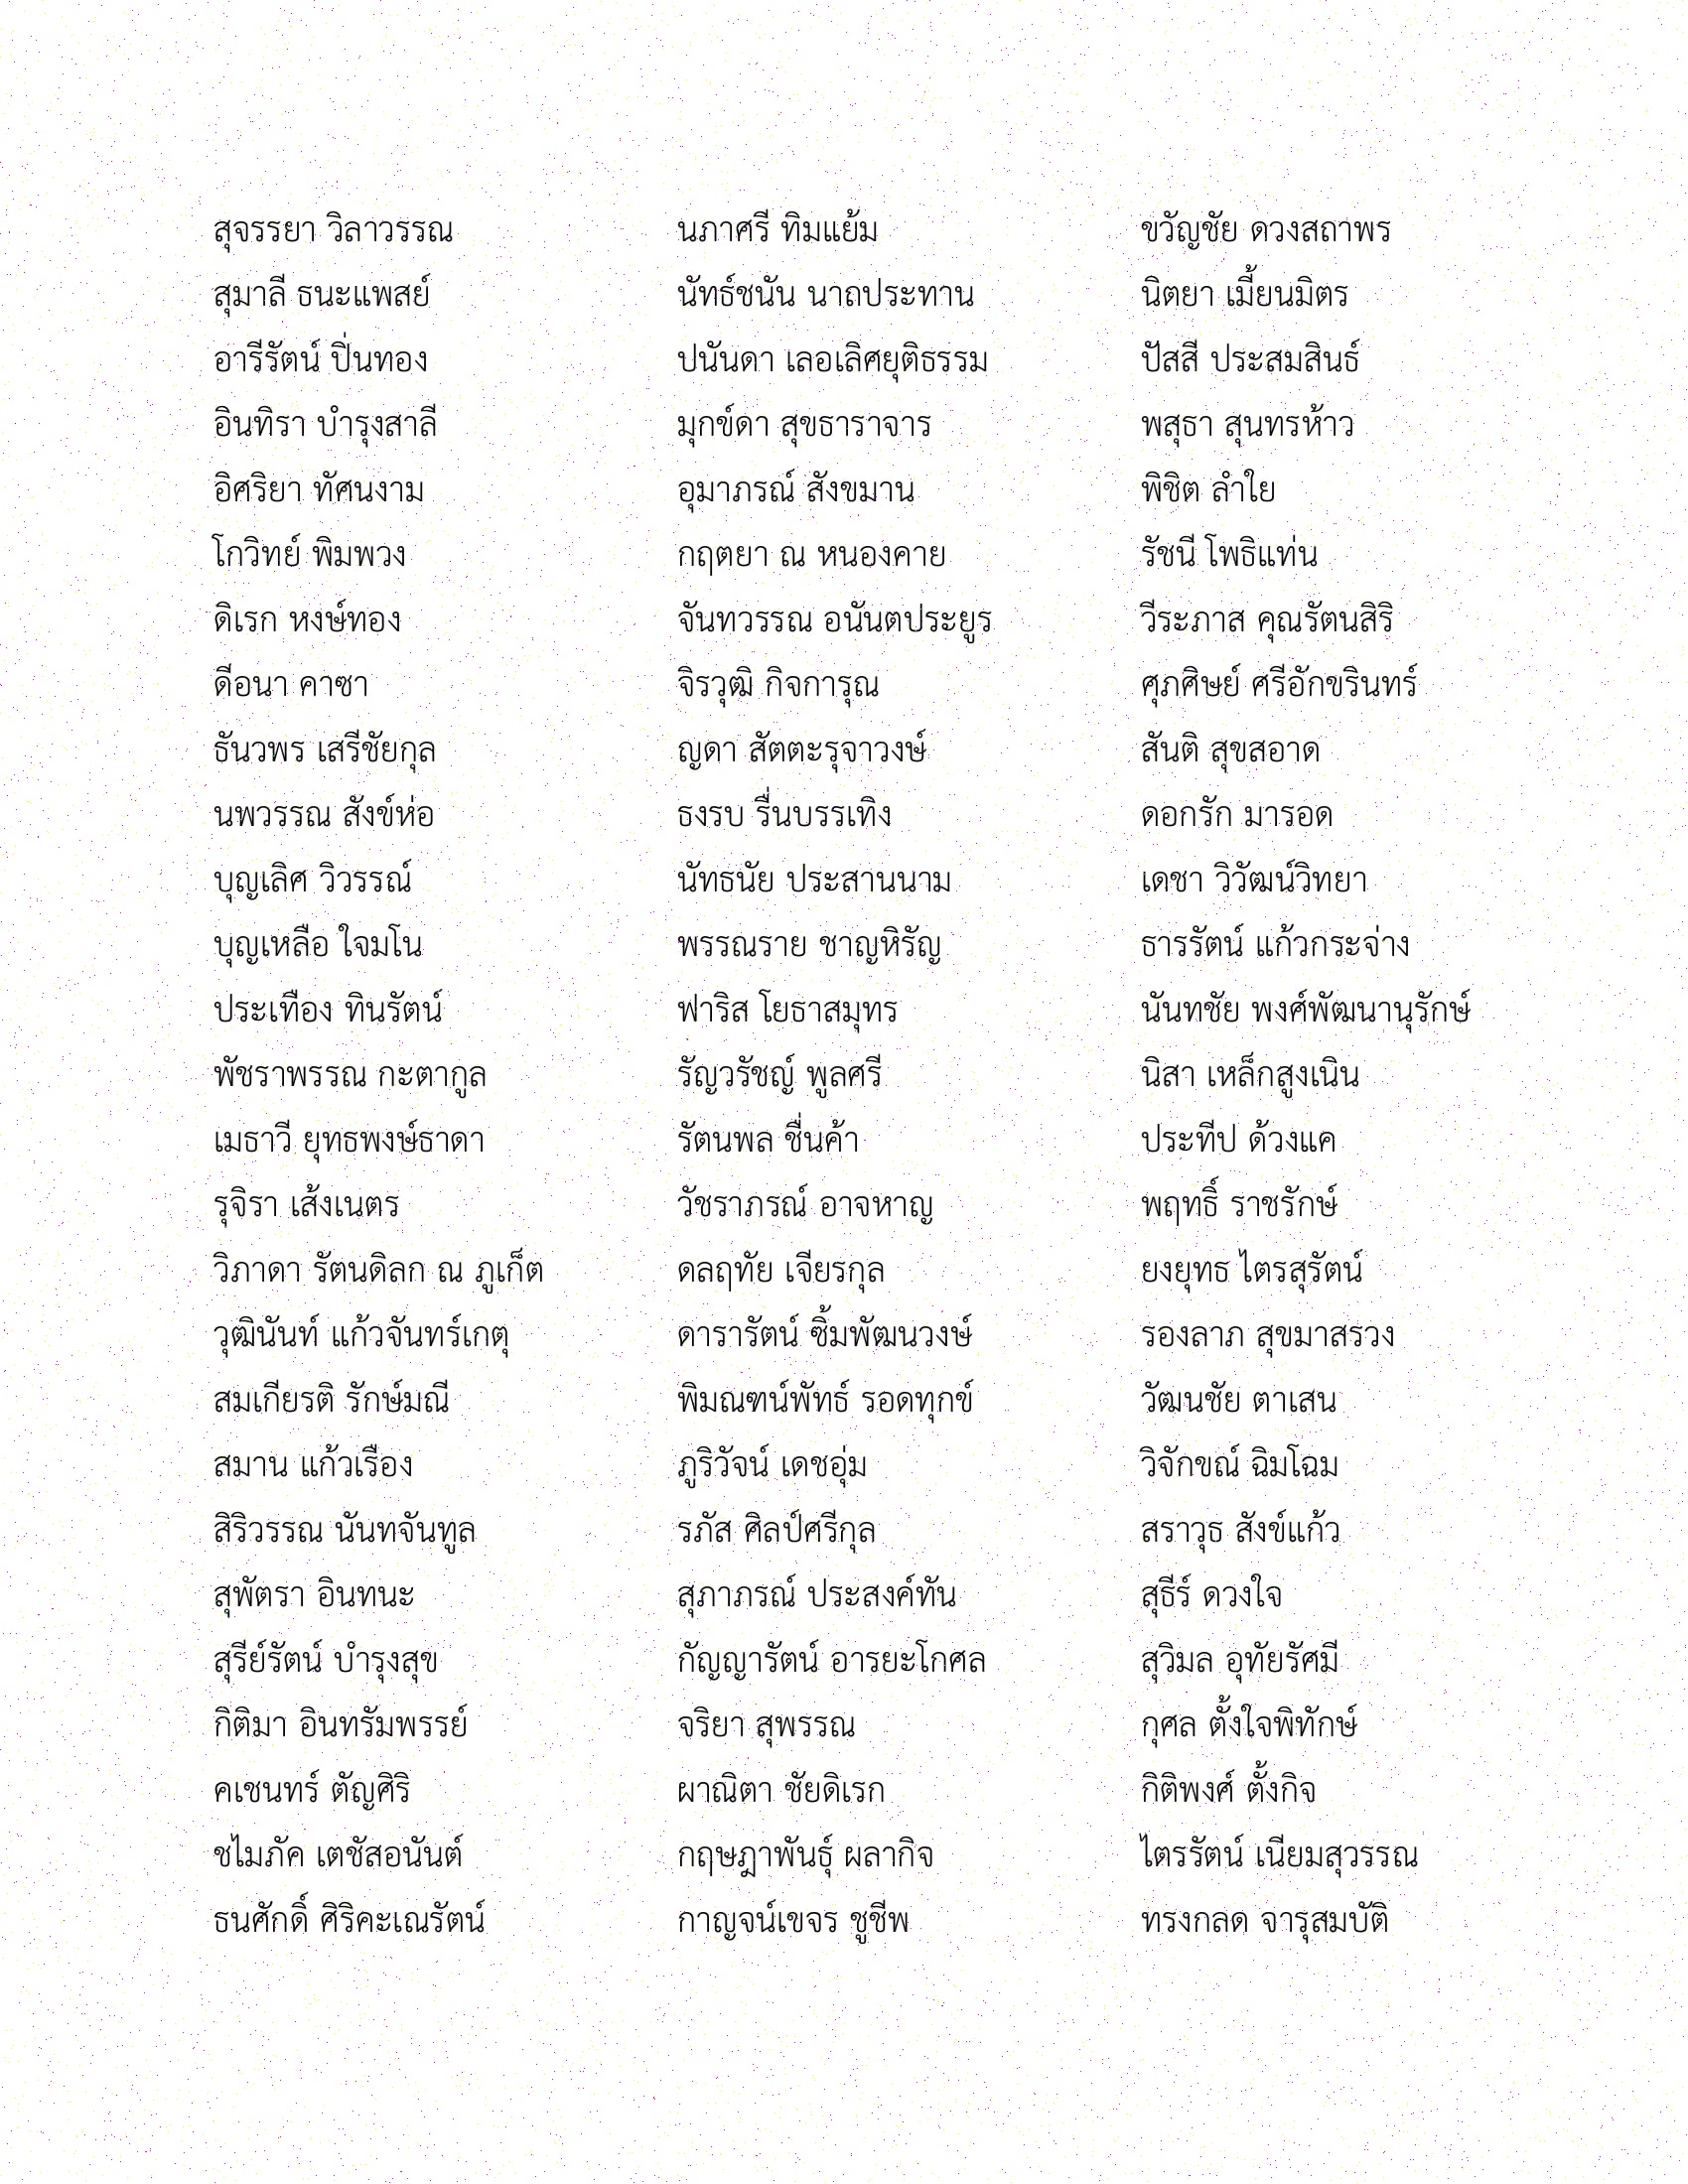 สุจรรยา วิลาวรรณ
สุมาลี ธนะแพสย์
อารีรัตน์ ปิ่นทอง
อินทิรา บำรุงสาลี
อิศริยา ทัศนงาม
โกวิทย์ พิมพวง
ดิเรก หงษ์ทอง
ดีอนา คาซา
ธันวพร เสรีชัยกุล
นพวรรณ สังข์ห่อ
บุญเลิศ วิวรรณ์
บุญเหลือ ใจมโน
ประเทือง ทินรัตน์
พัชราพรรณ กะตากูล
เมธาวี ยุทธพงษ์ธาดา
รุจิรา เส้งเนตร
วิภาดา รัตนดิลก ณ ภูเก็ต
วุฒินันท์ แก้วจันทร์เกตุ
สมเกียรติ รักษ์มณี
สมาน แก้วเรือง
สิริวรรณ นันทจันทูล
สุพัตรา อินทนะ
สุรีย์รัตน์ บำรุงสุข
กิติมา อินทรัมพรรย์
คเชนทร์ ตัญศิริ
ชไมภัค เตชัสอนันต์
ธนศักดิ์ ศิริคะเณรัตน์
นภาศรี ทิมแย้ม
นัทธ์ชนัน นาถประทาน
ปนันดา เลอเลิศยุติธรรม
มุกข์ดา สุขธาราจาร
อุมาภรณ์ สังขมาน
กฤตยา ณ หนองคาย
จันทวรรณ อนันตประยูร
จิรวุฒิ กิจการุณ
ญดา สัตตะรุจาวงษ์
ธงรบ รื่นบรรเทิง
นัทธนัย ประสานนาม
พรรณราย ชาญหิรัญ
ฟาริส โยธาสมุทร
รัญวรัชญ์ พูลศรี
รัตนพล ชื่นค้า
วัชราภรณ์ อาจหาญ
ดลฤทัย เจียรกุล
ดารารัตน์ ซิ้มพัฒนวงษ์
พิมณฑน์พัทธ์ รอดทุกข์
ภูริวัจน์ เดชอุ่ม
รภัส ศิลป์ศรีกุล
สุภาภรณ์ ประสงค์ทัน
กัญญารัตน์ อารยะโกศล
จริยา สุพรรณ
ผาณิตา ชัยดิเรก
กฤษฎาพันธุ์ ผลากิจ
กาญจน์เขจร ชูชีพ
ขวัญชัย ดวงสถาพร
นิตยา เมี้ยนมิตร
ปัสสี ประสมสินธ์
พสุธา สุนทรห้าว
พิชิต ลำใย
รัชนี โพธิแท่น
วีระภาส คุณรัตนสิริ
ศุภศิษย์ ศรีอักขรินทร์
สันติ สุขสอาด
ดอกรัก มารอด
เดชา วิวัฒน์วิทยา
ธารรัตน์ แก้วกระจ่าง
นันทชัย พงศ์พัฒนานุรักษ์
นิสา เหล็กสูงเนิน
ประทีป ด้วงแค
พฤทธิ์ ราชรักษ์
ยงยุทธ ไตรสุรัตน์
รองลาภ สุขมาสรวง
วัฒนชัย ตาเสน
วิจักขณ์ ฉิมโฉม
สราวุธ สังข์แก้ว
สุธีร์ ดวงใจ
สุวิมล อุทัยรัศมี
กุศล ตั้งใจพิทักษ์
กิติพงศ์ ตั้งกิจ
ไตรรัตน์ เนียมสุวรรณ
ทรงกลด จารุสมบัติ